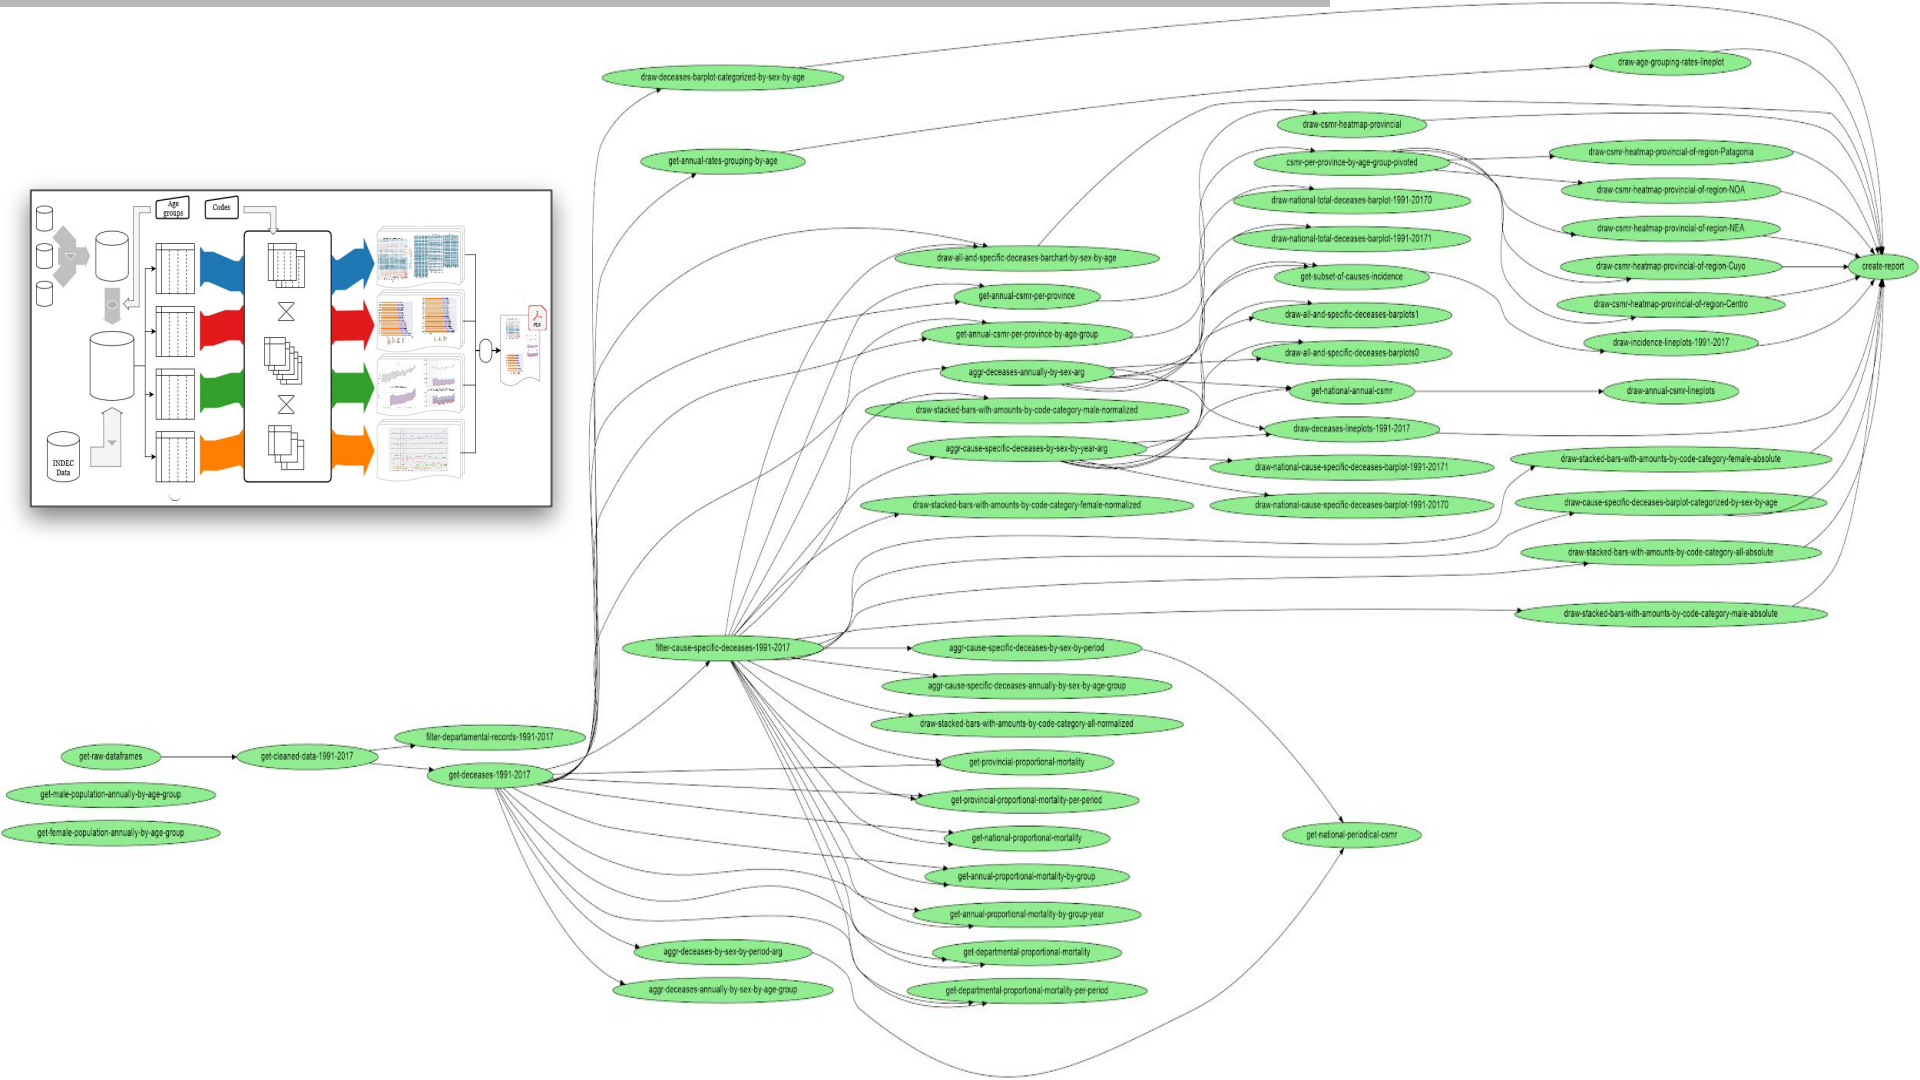 draw-deceases-barplot-categorized-by-sex-by-age
draw-age-grouping-rates-lineplot
draw-csmr-heatmap-provincial
get-annual-rates-grouping-by-age
csmr-per-province-by-age-group-pivoted
draw-csmr-heatmap-provincial-of-region-Patagonia
draw-csmr-heatmap-provincial-of-region-NOA
draw-national-total-deceases-barplot-1991-20170
draw-csmr-heatmap-provincial-of-region-NEA
draw-national-total-deceases-barplot-1991-20171
Age
groups
Codes
draw-all-and-specific-deceases-barchart-by-sex-by-age
draw-csmr-heatmap-provincial-of-region-Cuyo
create-report
get-subset-of-causes-incidence
get-annual-csmr-per-province
draw-csmr-heatmap-provincial-of-region-Centro
draw-all-and-specific-deceases-barplots1
PDF
get-annual-csmr-per-province-by-age-group
draw-incidence-lineplots-1991-2017
draw-all-and-specific-deceases-barplots0
aggr-deceases-annually-by-sex-arg
get-national-annual-csmr
draw-annual-csmr-lineplots
draw-stacked-bars-with-amounts-by-code-category-male-normalized
draw-deceases-lineplots-1991-2017
aggr-cause-specific-deceases-by-sex-by-year-arg
draw-stacked-bars-with-amounts-by-code-category-female-absolute
INDEC
Data
draw-national-cause-specific-deceases-barplot-1991-20171
draw-stacked-bars-with-amounts-by-code-category-female-normalized
draw-national-cause-specific-deceases-barplot-1991-20170
draw-cause-specific-deceases-barplot-categorized-by-sex-by-age
draw-stacked-bars-with-amounts-by-code-category-all-absolute
draw-stacked-bars-with-amounts-by-code-category-male-absolute
filter-cause-specific-deceases-1991-2017
aggr-cause-specific-deceases-by-sex-by-period
aggr-cause-specific-deceases-annually-by-sex-by-age-group
draw-stacked-bars-with-amounts-by-code-category-all-normalized
filter-departamental-records-1991-2017
get-raw-dataframes
get-cleaned-data-1991-2017
get-provincial-proportional-mortality
get-deceases-1991-2017
get-male-population-annually-by-age-group
get-provincial-proportional-mortality-per-period
get-female-population-annually-by-age-group
get-national-proportional-mortality
get-national-periodical-csmr
get-annual-proportional-mortality-by-group
get-annual-proportional-mortality-by-group-year
aggr-deceases-by-sex-by-period-arg
get-departmental-proportional-mortality
aggr-deceases-annually-by-sex-by-age-group
get-departmental-proportional-mortality-per-period